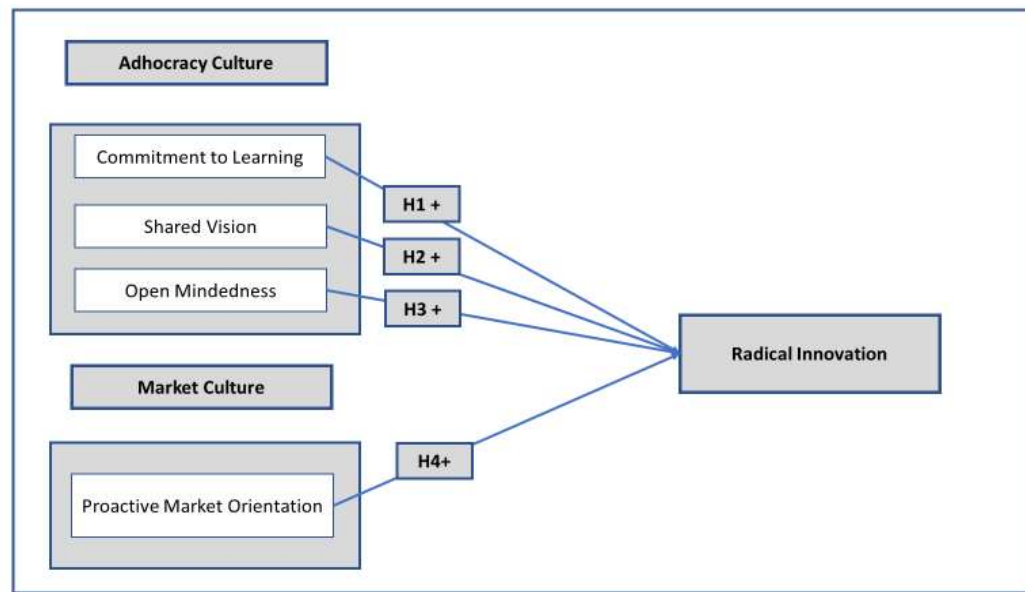 Adhocracy Culture
Commitment to Learning
H1 +
Shared Vision
H2 +
Open Mindedness
H3 +
Radical Innovation
Market Culture
H4+
Proactive Market Orientation